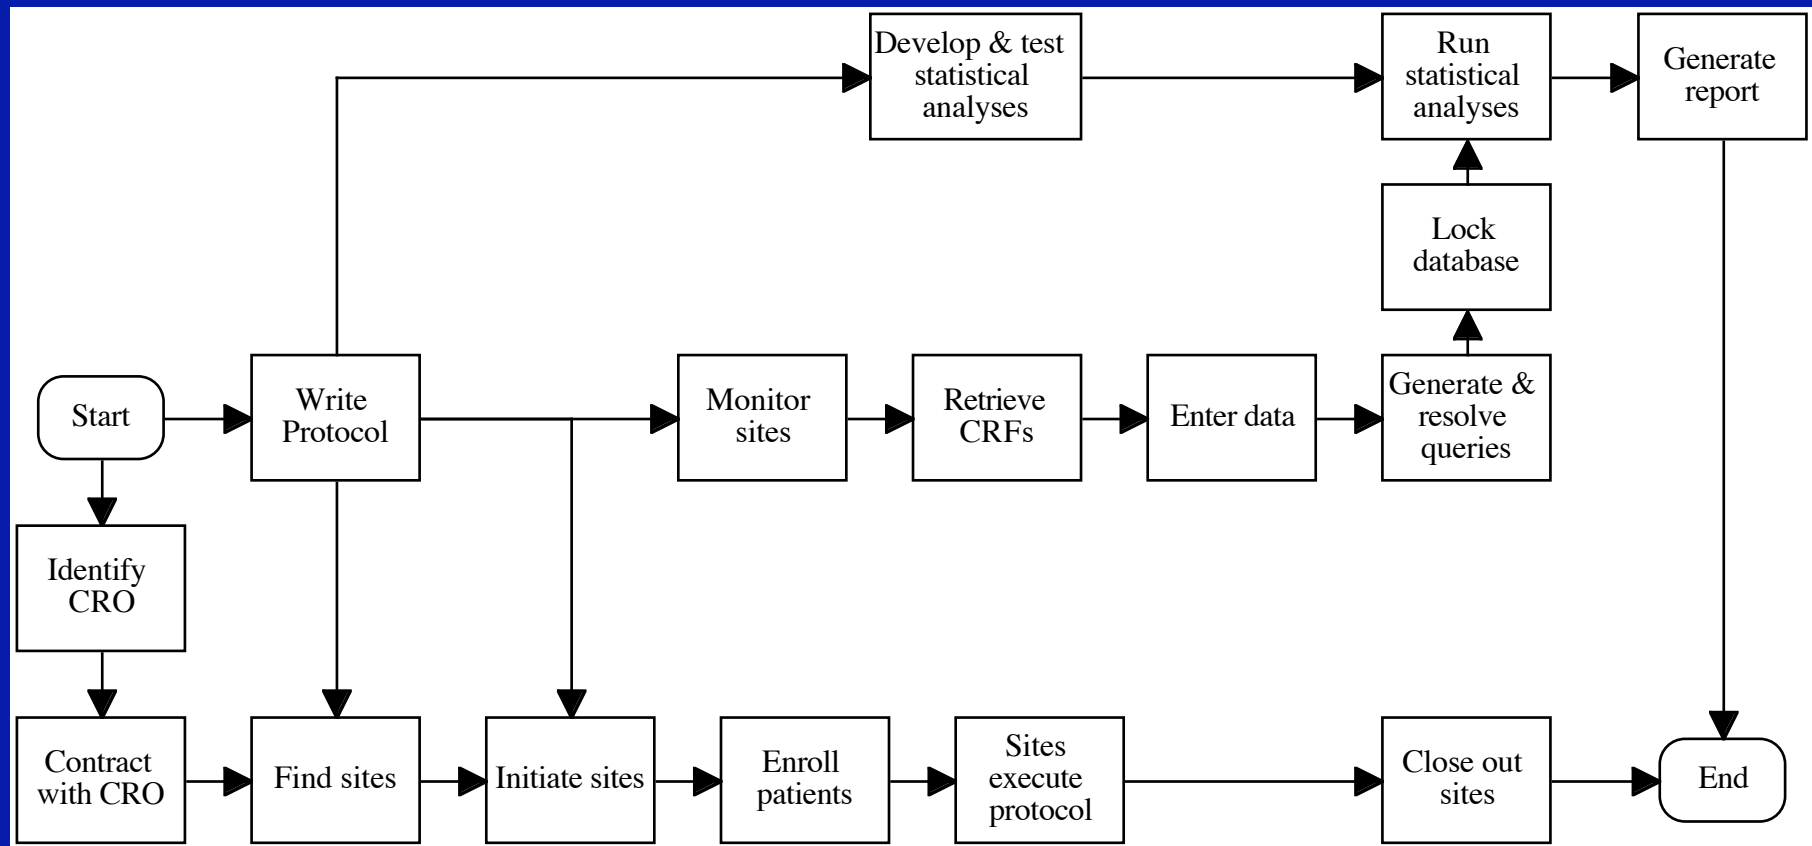 Develop & test
statistical
analyses
Run
statistical
analyses
Generate
report
Lock
database
Start
Write
Protocol
Monitor
sites
Retrieve
CRFs
Enter data
Generate &
resolve
queries
Identify
CRO
Contract
with CRO
Find sites
Initiate sites
Enroll
patients
Sites
execute
protocol
Close out
sites
End